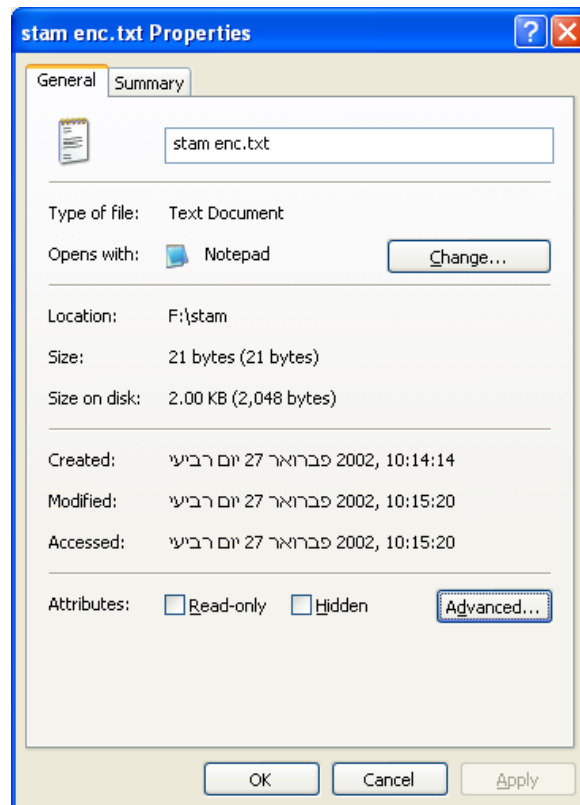 stam enc.txt Properties
General Summary
stam enc.txt
Type of file: Text Document
Opens with: Notepad Change...
Location: F:\stam
Size: 21 bytes (21 bytes)
Size on disk: 2.00 KB (2,048 bytes)
Created: יום רביעי 27 פברואר 2002, 10:14:14
Modified: יום רביעי 27 פברואר 2002, 10:15:20
Accessed: יום רביעי 27 פברואר 2002, 10:15:20
Attributes: Read-only Hidden Advanced...
OK Cancel Apply